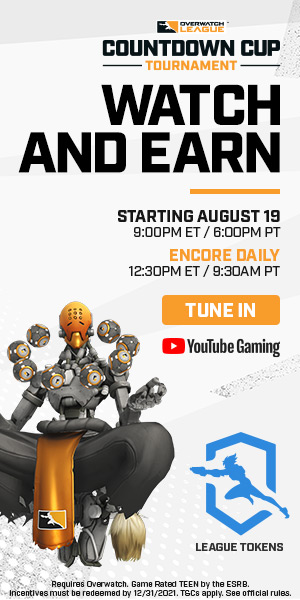 OVERWATCH
LEAGUE
COUNTDOWN CUP
TOURNAMENT
WATCH
AND EARN
STARTING AUGUST 19
9:00PM ET / 6:00PM PT
ENCORE DAILY
12:30PM ET / 9:30AM PT
TUNE IN
YouTube Gaming
LEAGUE TOKENS
Requires Overwatch. Game Rated TEEN by the ESRB.
Incentives must be redeemed by 12/31/2021. T&Cs apply. See official rules.